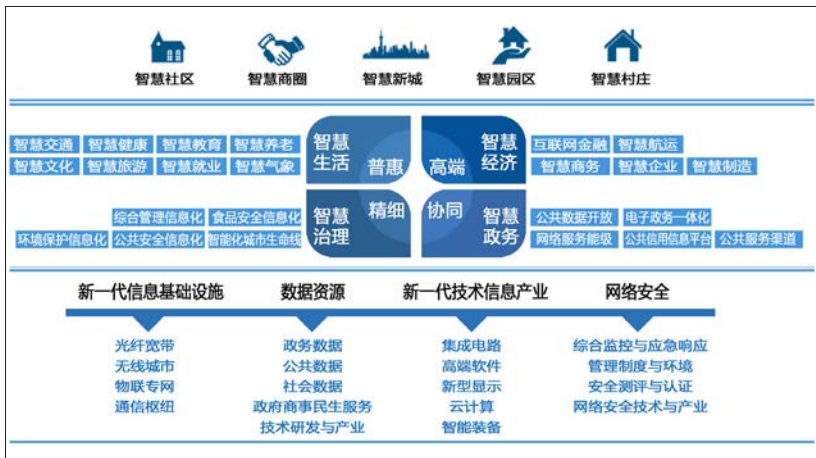 智慧社区 智慧商圈 智慧新城 智慧园区 智慧村庄
智慧交通 智慧健康 智慧教育 智慧养老
智慧文化 智慧旅游 智慧就业 智慧气象
智慧
生活
普惠
高端
智慧
经济
互联网金融 智慧航运
智慧商务 智慧企业 智慧制造
综合管理信息化 食品安全信息化
环境保护信息化 公共安全信息化 智能化城市生命线
智慧
治理
精细
协同
智慧
政务
公共数据开放 电子政务一体化
网络服务能级 公共信用信息平台 公共服务渠道
新一代信息基础设施 数据资源 新一代技术信息产业 网络安全
光纤宽带
无线城市
物联专网
通信枢纽
政务数据
公共数据
社会数据
政府商事民生服务
技术研发与产业
集成电路
高端软件
新型显示
云计算
智能装备
综合监控与应急响应
管理制度与环境
安全测评与认证
网络安全技术与产业